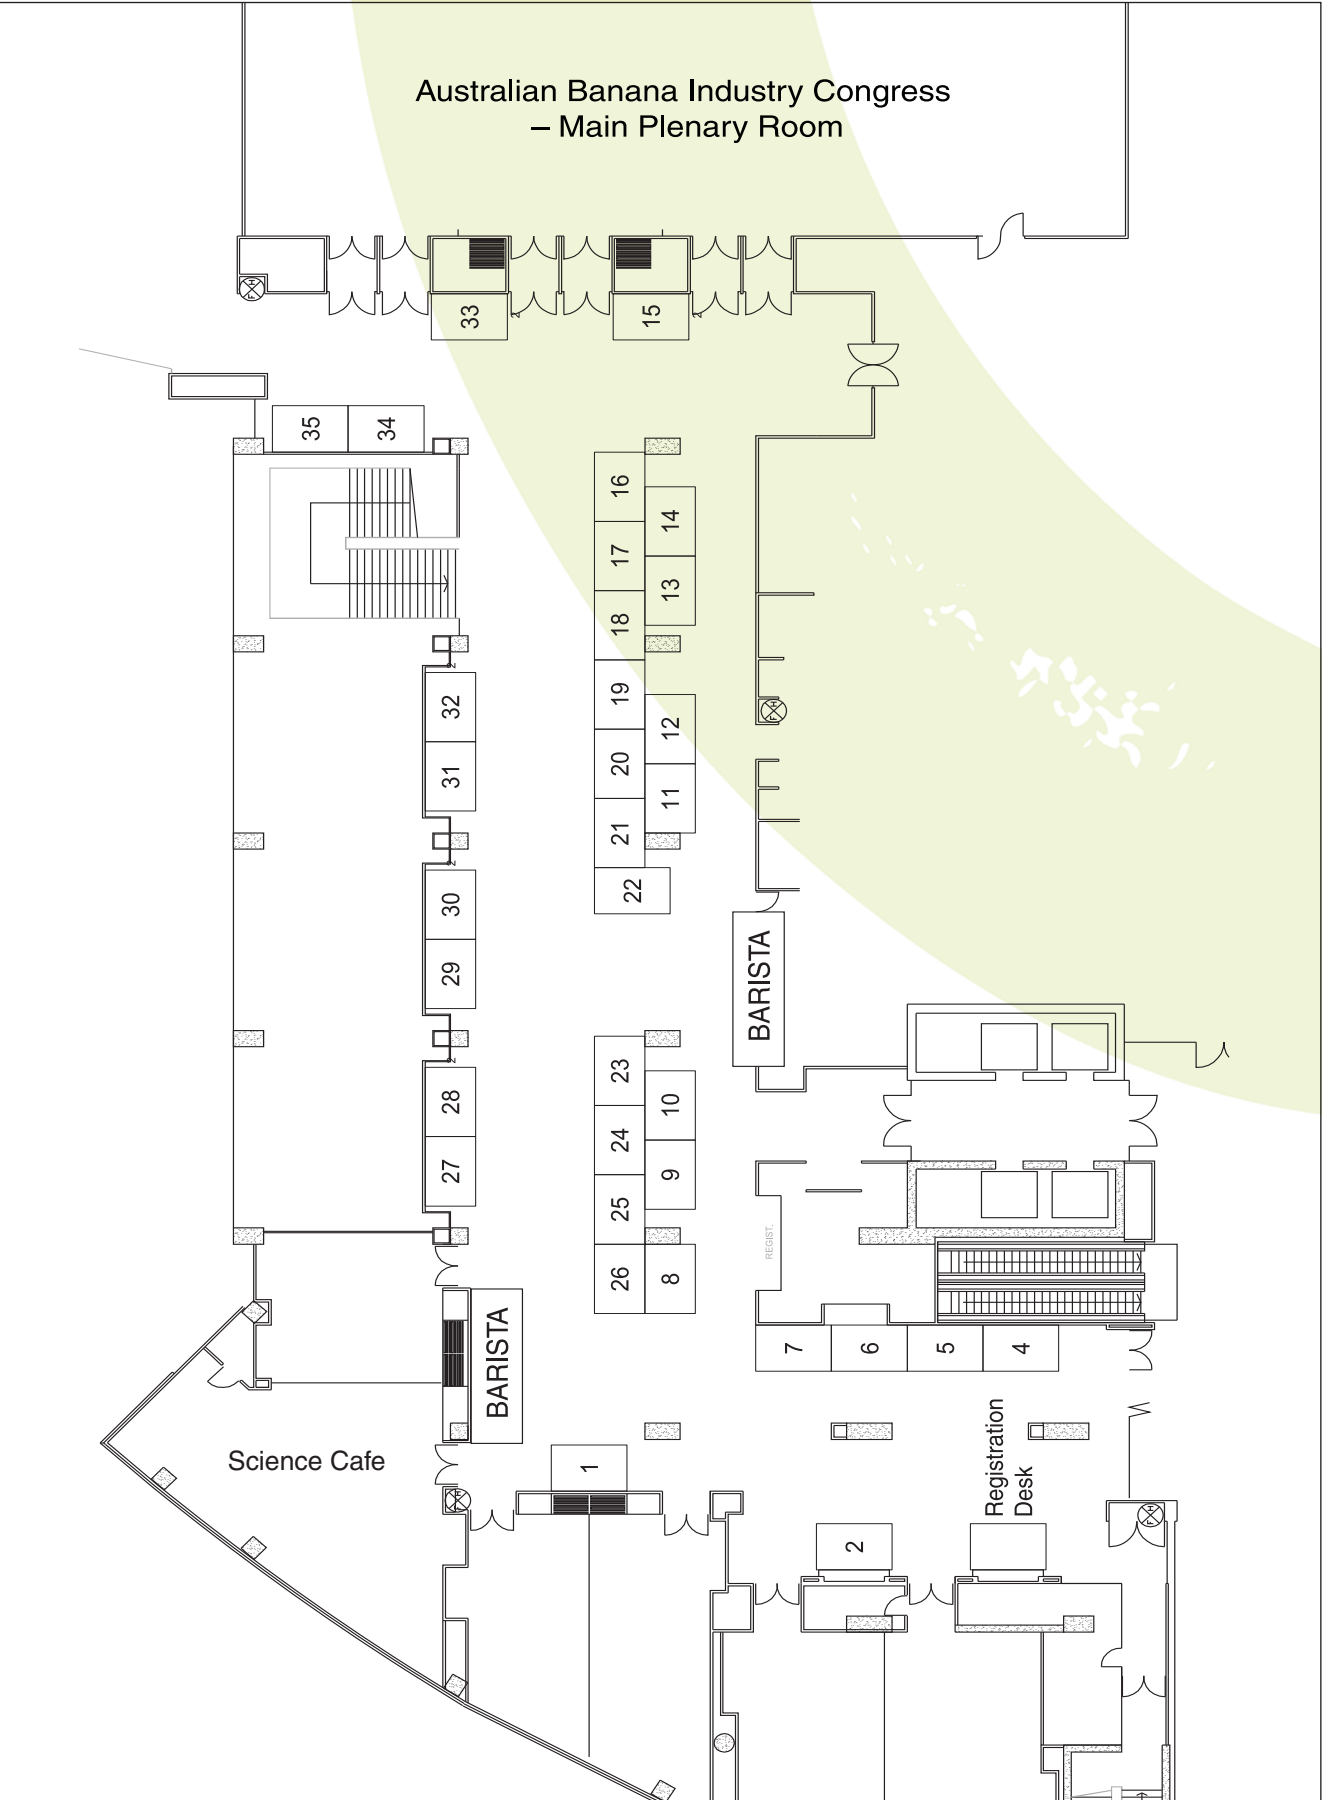 Australian Banana Industry Congress
– Main Plenary Room
F H
33
15
35
34
16
14
17
13
18
19
32
12
F H
20
31
11
21
22
30
BARISTA
29
23
10
28
24
9
27
25
REGIST.
26
8
7
6
5
4
BARISTA
Registration
Desk
Science Cafe
1
F H
F H
2